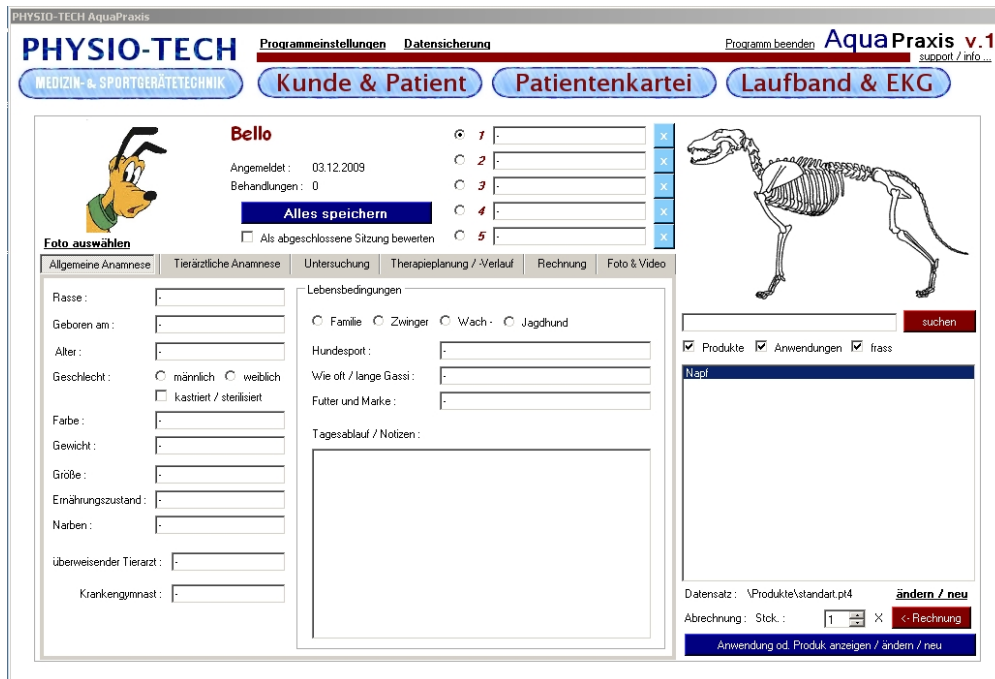 PHYSIO-TECH AquaPraxis
PHYSIO-TECH
Programmeinstellungen Datensicherung
Programm beenden AquaPraxis v.1
support / info ...
MEDIZIN- & SPORTGERÄTETECHNIK
Kunde & Patient Patientenkartei Laufband & EKG
Bello
Angemeldet : 03.12.2009
Behandlungen : 0
Alles speichern
Als abgeschlossene Sitzung bewerten
Foto auswählen
1 - x
2 - x
3 - x
4 - x
5 - x
Allgemeine Anamnese Tierärztliche Anamnese Untersuchung Therapieplanung / -Verlauf Rechnung Foto & Video
Rasse : -
Geboren am : -
Alter : -
Geschlecht : männlich weiblich
kastriert / sterilisiert
Farbe : -
Gewicht : -
Größe : -
Ernährungszustand : -
Narben : -
überweisender Tierarzt : -
Krankengymnast : -
Lebensbedingungen
Familie Zwinger Wach - Jagdhund
Hundesport : -
Wie oft / lange Gassi : -
Futter und Marke : -
Tagesablauf / Notizen :
suchen
Produkte Anwendungen frass
Napf
Datensatz : \Produkte\standart.pt4 ändern / neu
Abrechnung : Stck. : 1 X <- Rechnung
Anwendung od. Produk anzeigen / ändern / neu